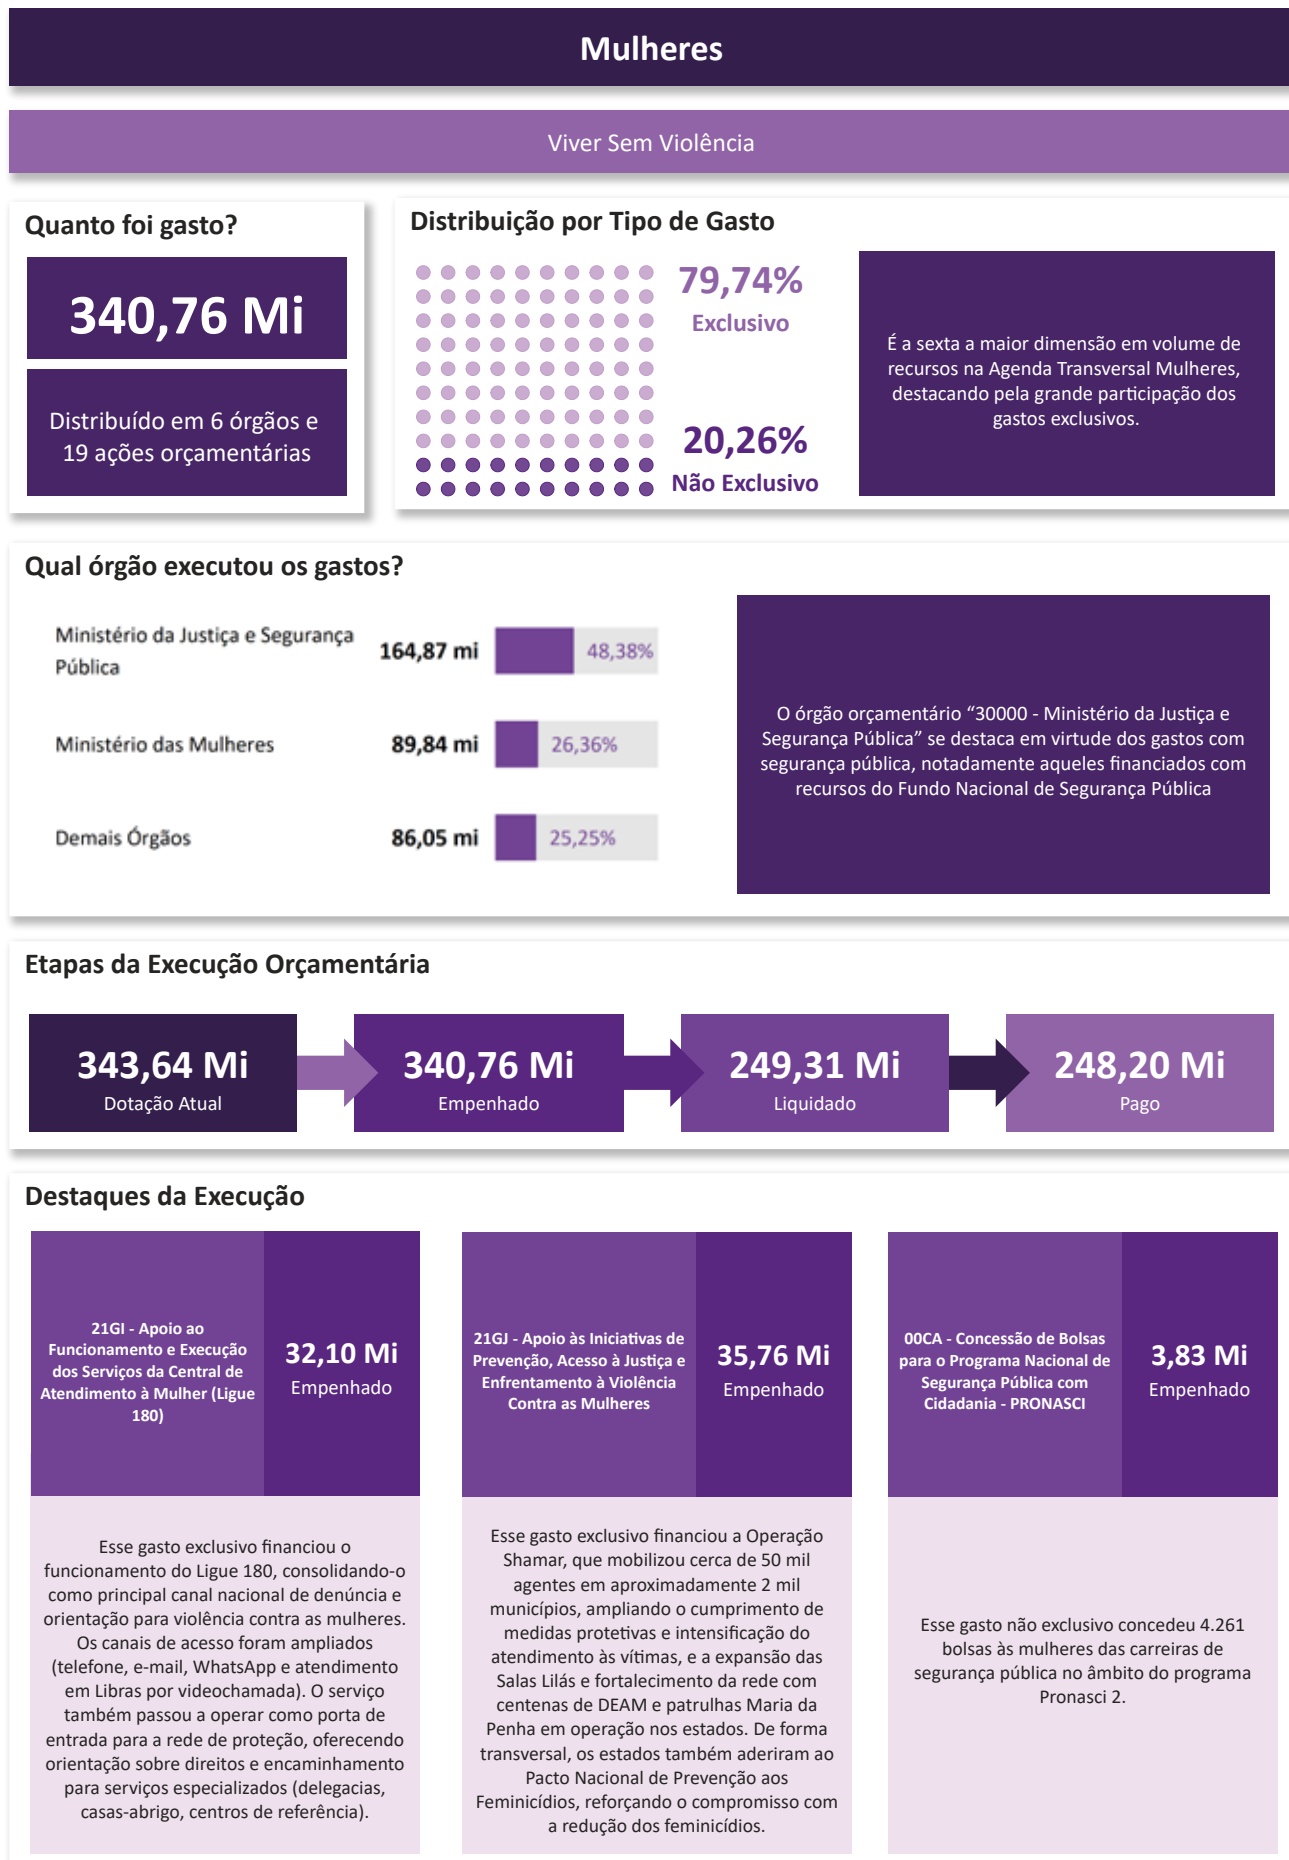 Mulheres
Viver Sem Violência
Quanto foi gasto?
340,76 Mi
Distribuído em 6 órgãos e
19 ações orçamentárias
Distribuição por Tipo de Gasto
79,74%
Exclusivo
20,26%
Não Exclusivo
É a sexta a maior dimensão em volume de
recursos na Agenda Transversal Mulheres,
destacando pela grande participação dos
gastos exclusivos.
Qual órgão executou os gastos?
Ministério da Justiça e Segurança
Pública
164,87 mi
48,38%
Ministério das Mulheres
89,84 mi
26,36%
Demais Órgãos
86,05 mi
25,25%
O órgão orçamentário “30000 - Ministério da Justiça e
Segurança Pública” se destaca em virtude dos gastos com
segurança pública, notadamente aqueles financiados com
recursos do Fundo Nacional de Segurança Pública
Etapas da Execução Orçamentária
343,64 Mi
Dotação Atual
340,76 Mi
Empenhado
249,31 Mi
Liquidado
248,20 Mi
Pago
Destaques da Execução
21GI - Apoio ao
Funcionamento e Execução
dos Serviços da Central de
Atendimento à Mulher (Ligue
180)
32,10 Mi
Empenhado
Esse gasto exclusivo financiou o
funcionamento do Ligue 180, consolidando-o
como principal canal nacional de denúncia e
orientação para violência contra as mulheres.
Os canais de acesso foram ampliados
(telefone, e-mail, WhatsApp e atendimento
em Libras por videochamada). O serviço
também passou a operar como porta de
entrada para a rede de proteção, oferecendo
orientação sobre direitos e encaminhamento
para serviços especializados (delegacias,
casas-abrigo, centros de referência).
21GJ - Apoio às Iniciativas de
Prevenção, Acesso à Justiça e
Enfrentamento à Violência
Contra as Mulheres
35,76 Mi
Empenhado
Esse gasto exclusivo financiou a Operação
Shamar, que mobilizou cerca de 50 mil
agentes em aproximadamente 2 mil
municípios, ampliando o cumprimento de
medidas protetivas e intensificação do
atendimento às vítimas, e a expansão das
Salas Lilás e fortalecimento da rede com
centenas de DEAM e patrulhas Maria da
Penha em operação nos estados. De forma
transversal, os estados também aderiram ao
Pacto Nacional de Prevenção aos
Feminicídios, reforçando o compromisso com
a redução dos feminicídios.
00CA - Concessão de Bolsas
para o Programa Nacional de
Segurança Pública com
Cidadania - PRONASCI
3,83 Mi
Empenhado
Esse gasto não exclusivo concedeu 4.261
bolsas às mulheres das carreiras de
segurança pública no âmbito do programa
Pronasci 2.